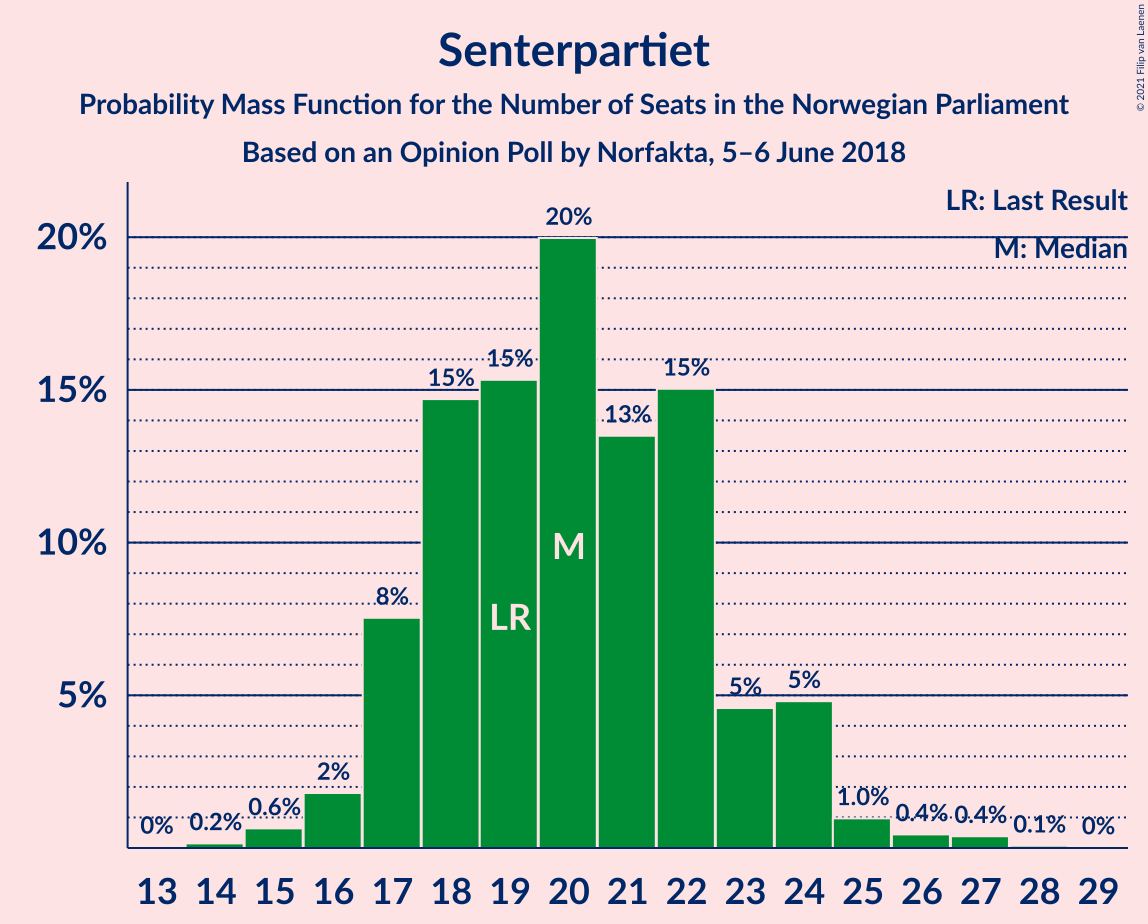 Senterpartiet
Probability Mass Function for the Number of Seats in the Norwegian Parliament
Based on an Opinion Poll by Norfakta, 5–6 June 2018
© 2021 Filip van Laenen
LR: Last Result
M: Median
20%
15%
10%
5%
0%
0.2%
0.6%
2%
8%
15%
15%
20%
13%
15%
5%
5%
1.0%
0.4%
0.4%
0.1%
0%
LR
M
13 14 15 16 17 18 19 20 21 22 23 24 25 26 27 28 29